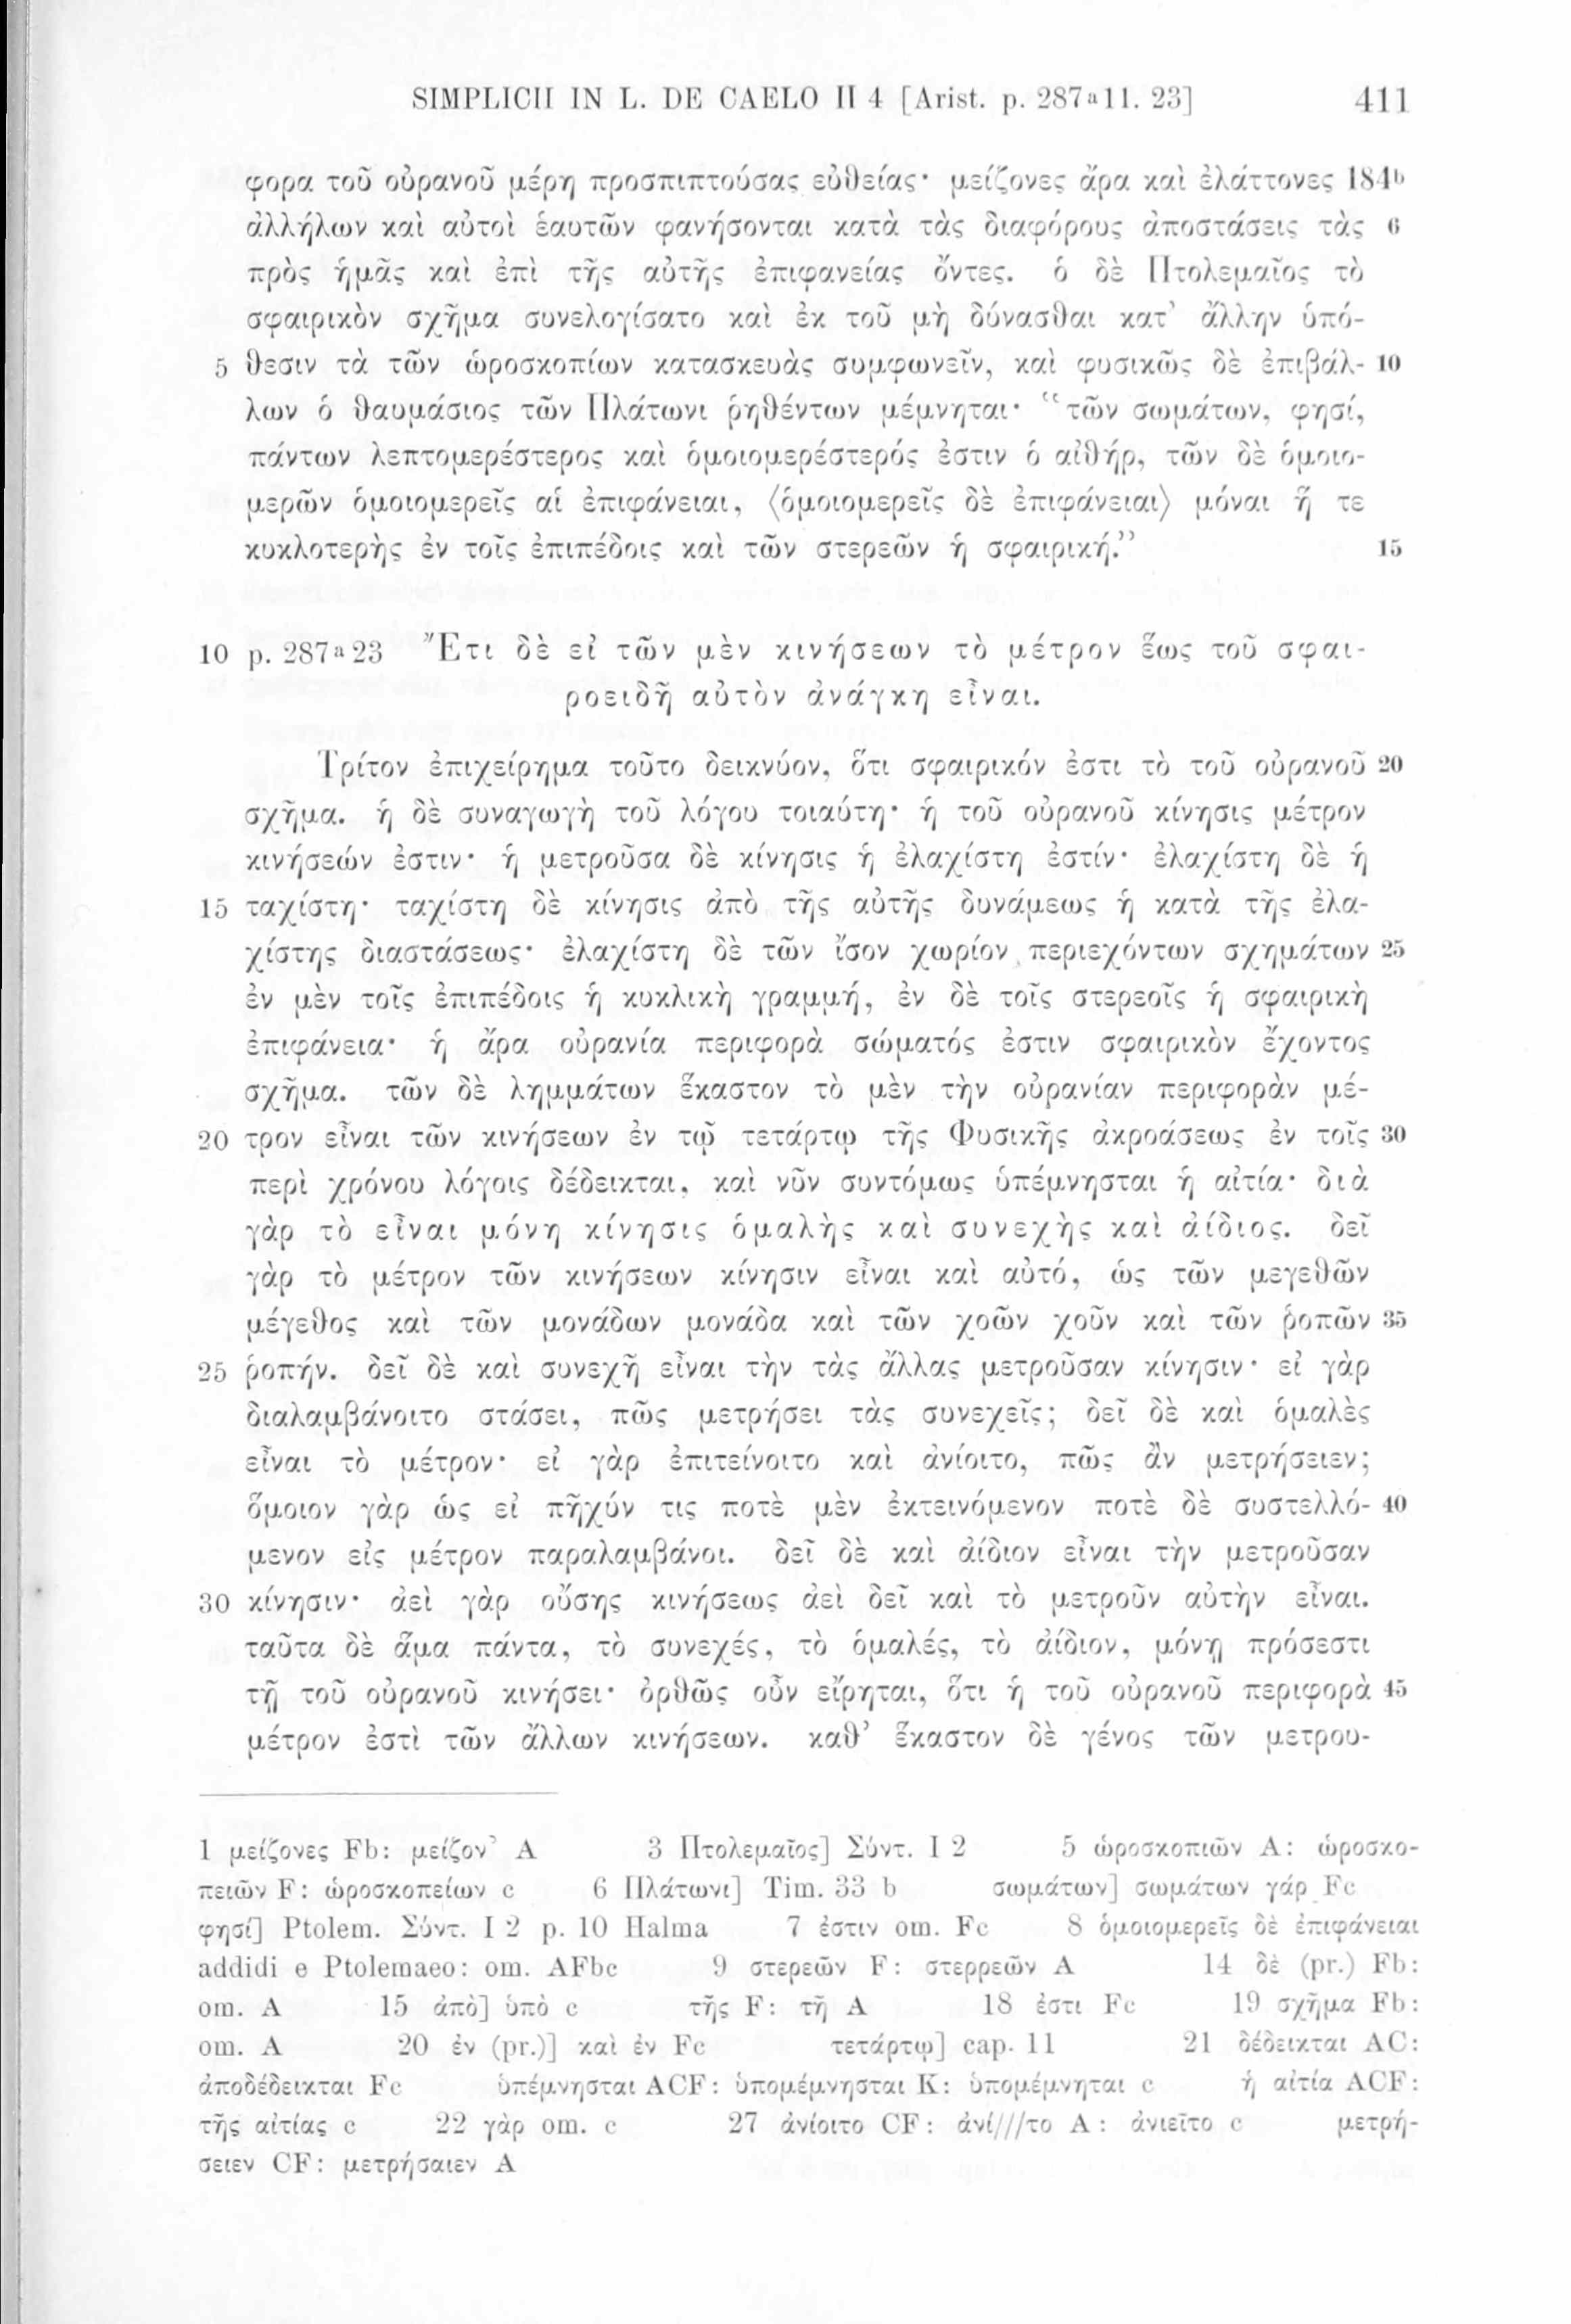 SIMPLICII IN L. DE CAELO II 4 [Arist. p. 287ª11. 23] 411
φορα τοῦ οὐρανοῦ μέρη προσπιπτούσας εὐθείας· μείζονες ἄρα καὶ ἐλάττονες 184ᵇ
ἀλλήλων καὶ αὐτοὶ ἑαυτῶν φανήσονται κατὰ τὰς διαφόρους ἀποστάσεις τὰς 6
πρὸς ἡμᾶς καὶ ἐπὶ τῆς αὐτῆς ἐπιφανείας ὄντες. ὁ δὲ Πτολεμαῖος τὸ
σφαιρικὸν σχῆμα συνελογίσατο καὶ ἐκ τοῦ μὴ δύνασθαι κατ’ ἄλλην ὑπό-
5 θεσιν τὰ τῶν ὡροσκοπίων κατασκευὰς συμφωνεῖν, καὶ φυσικῶς δὲ ἐπιβάλ- 10
λων ὁ θαυμάσιος τῶν Πλάτωνι ῥηθέντων μέμνηται· “τῶν σωμάτων, φησί,
πάντων λεπτομερέστερος καὶ ὁμοιομερέστερός ἐστιν ὁ αἰθήρ, τῶν δὲ ὁμοιο-
μερῶν ὁμοιομερεῖς αἱ ἐπιφάνειαι, ⟨ὁμοιομερεῖς δὲ ἐπιφάνειαι⟩ μόναι ἥ τε
κυκλοτερὴς ἐν τοῖς ἐπιπέδοις καὶ τῶν στερεῶν ἡ σφαιρική.” 15
10 p. 287ª23 Ἔτι δὲ εἰ τῶν μὲν κινήσεων τὸ μέτρον ἕως τοῦ σφαι-
ροειδῆ αὐτὸν ἀνάγκη εἶναι.
Τρίτον ἐπιχείρημα τοῦτο δεικνύον, ὅτι σφαιρικόν ἐστι τὸ τοῦ οὐρανοῦ 20
σχῆμα. ἡ δὲ συναγωγὴ τοῦ λόγου τοιαύτη· ἡ τοῦ οὐρανοῦ κίνησις μέτρον
κινήσεών ἐστιν· ἡ μετροῦσα δὲ κίνησις ἡ ἐλαχίστη ἐστίν· ἐλαχίστη δὲ ἡ
15 ταχίστη· ταχίστη δὲ κίνησις ἀπὸ τῆς αὐτῆς δυνάμεως ἡ κατὰ τῆς ἐλα-
χίστης διαστάσεως· ἐλαχίστη δὲ τῶν ἴσον χωρίον περιεχόντων σχημάτων 25
ἐν μὲν τοῖς ἐπιπέδοις ἡ κυκλικὴ γραμμή, ἐν δὲ τοῖς στερεοῖς ἡ σφαιρικὴ
ἐπιφάνεια· ἡ ἄρα οὐρανία περιφορὰ σώματός ἐστιν σφαιρικὸν ἔχοντος
σχῆμα. τῶν δὲ λημμάτων ἕκαστον τὸ μὲν τὴν οὐρανίαν περιφορὰν μέ-
20 τρον εἶναι τῶν κινήσεων ἐν τῷ τετάρτῳ τῆς Φυσικῆς ἀκροάσεως ἐν τοῖς 30
περὶ χρόνου λόγοις δέδεικται, καὶ νῦν συντόμως ὑπέμνησται ἡ αἰτία· διὰ
γὰρ τὸ εἶναι μόνη κίνησις ὁμαλὴς καὶ συνεχὴς καὶ ἀίδιος. δεῖ
γὰρ τὸ μέτρον τῶν κινήσεων κίνησιν εἶναι καὶ αὐτό, ὡς τῶν μεγεθῶν
μέγεθος καὶ τῶν μονάδων μονάδα καὶ τῶν χοῶν χοῦν καὶ τῶν ῥοπῶν 35
25 ῥοπήν. δεῖ δὲ καὶ συνεχῆ εἶναι τὴν τὰς ἄλλας μετροῦσαν κίνησιν· εἰ γὰρ
διαλαμβάνοιτο στάσει, πῶς μετρήσει τὰς συνεχεῖς; δεῖ δὲ καὶ ὁμαλὲς
εἶναι τὸ μέτρον· εἰ γὰρ ἐπιτείνοιτο καὶ ἀνίοιτο, πῶς ἂν μετρήσειεν;
ὅμοιον γὰρ ὡς εἰ πῆχύν τις ποτὲ μὲν ἐκτεινόμενον ποτὲ δὲ συστελλό- 40
μενον εἰς μέτρον παραλαμβάνοι. δεῖ δὲ καὶ ἀίδιον εἶναι τὴν μετροῦσαν
30 κίνησιν· ἀεὶ γὰρ οὔσης κινήσεως ἀεὶ δεῖ καὶ τὸ μετροῦν αὐτὴν εἶναι.
ταῦτα δὲ ἅμα πάντα, τὸ συνεχές, τὸ ὁμαλές, τὸ ἀίδιον, μόνῃ πρόσεστι
τῇ τοῦ οὐρανοῦ κινήσει· ὀρθῶς οὖν εἴρηται, ὅτι ἡ τοῦ οὐρανοῦ περιφορὰ 45
μέτρον ἐστὶ τῶν ἄλλων κινήσεων. καθ’ ἕκαστον δὲ γένος τῶν μετρου-
1 μείζονες Fb: μείζον’ A 3 Πτολεμαῖος] Σύντ. I 2 5 ὡροσκοπιῶν A: ὡροσκο-
πειῶν F: ὡροσκοπείων c 6 Πλάτωνι] Tim. 33 b σωμάτων] σωμάτων γάρ Fc
φησί] Ptolem. Σύντ. I 2 p. 10 Halma 7 ἐστιν om. Fc 8 ὁμοιομερεῖς δὲ ἐπιφάνειαι
addidi e Ptolemaeo: om. AFbc 9 στερεῶν F: στερρεῶν A 14 δὲ (pr.) Fb:
om. A 15 ἀπὸ] ὑπὸ c τῆς F: τῇ A 18 ἐστι Fc 19 σχῆμα Fb:
om. A 20 ἐν (pr.)] καὶ ἐν Fc τετάρτῳ] cap. 11 21 δέδεικται AC:
ἀποδέδεικται Fc ὑπέμνησται ACF: ὑπομέμνησται K: ὑπομέμνηται c ἡ αἰτία ACF:
τῆς αἰτίας c 22 γὰρ om. c 27 ἀνίοιτο CF: ἀνί///το A: ἀνιεῖτο c μετρή-
σειεν CF: μετρήσαιεν A